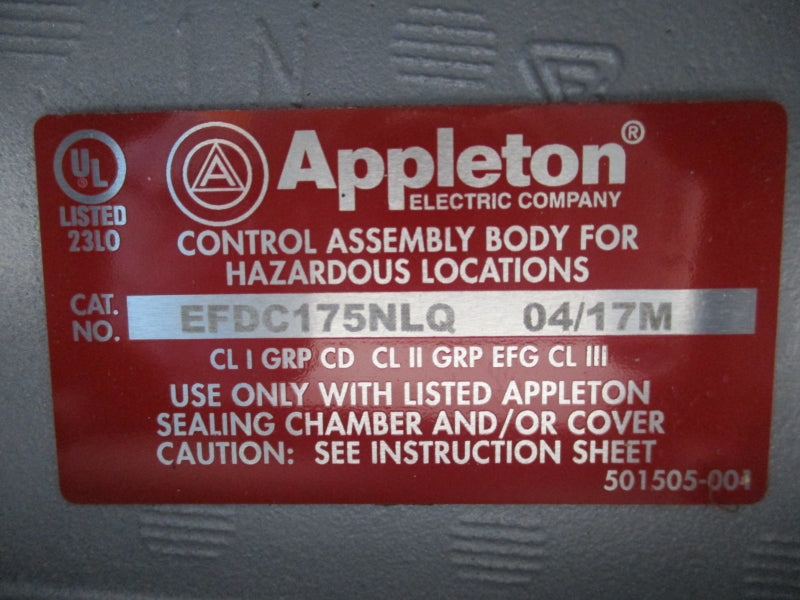 UL
®
LISTED
23L0
A
Appleton®
ELECTRIC COMPANY
CONTROL ASSEMBLY BODY FOR
HAZARDOUS LOCATIONS
CAT.
NO.
EFDC175NLQ 04/17M
CL I GRP CD CL II GRP EFG CL III
USE ONLY WITH LISTED APPLETON
SEALING CHAMBER AND/OR COVER
CAUTION: SEE INSTRUCTION SHEET
501505-001